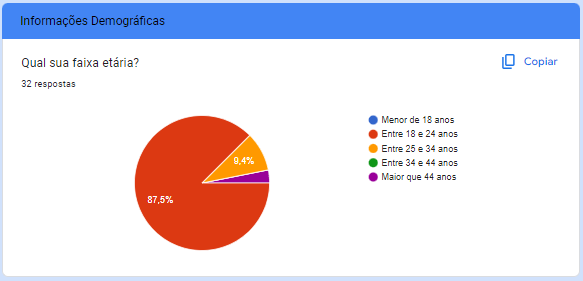 Informações Demográficas
Qual sua faixa etária?
Copiar
32 respostas
Menor de 18 anos
Entre 18 e 24 anos
Entre 25 e 34 anos
Entre 34 e 44 anos
Maior que 44 anos
9,4%
87,5%